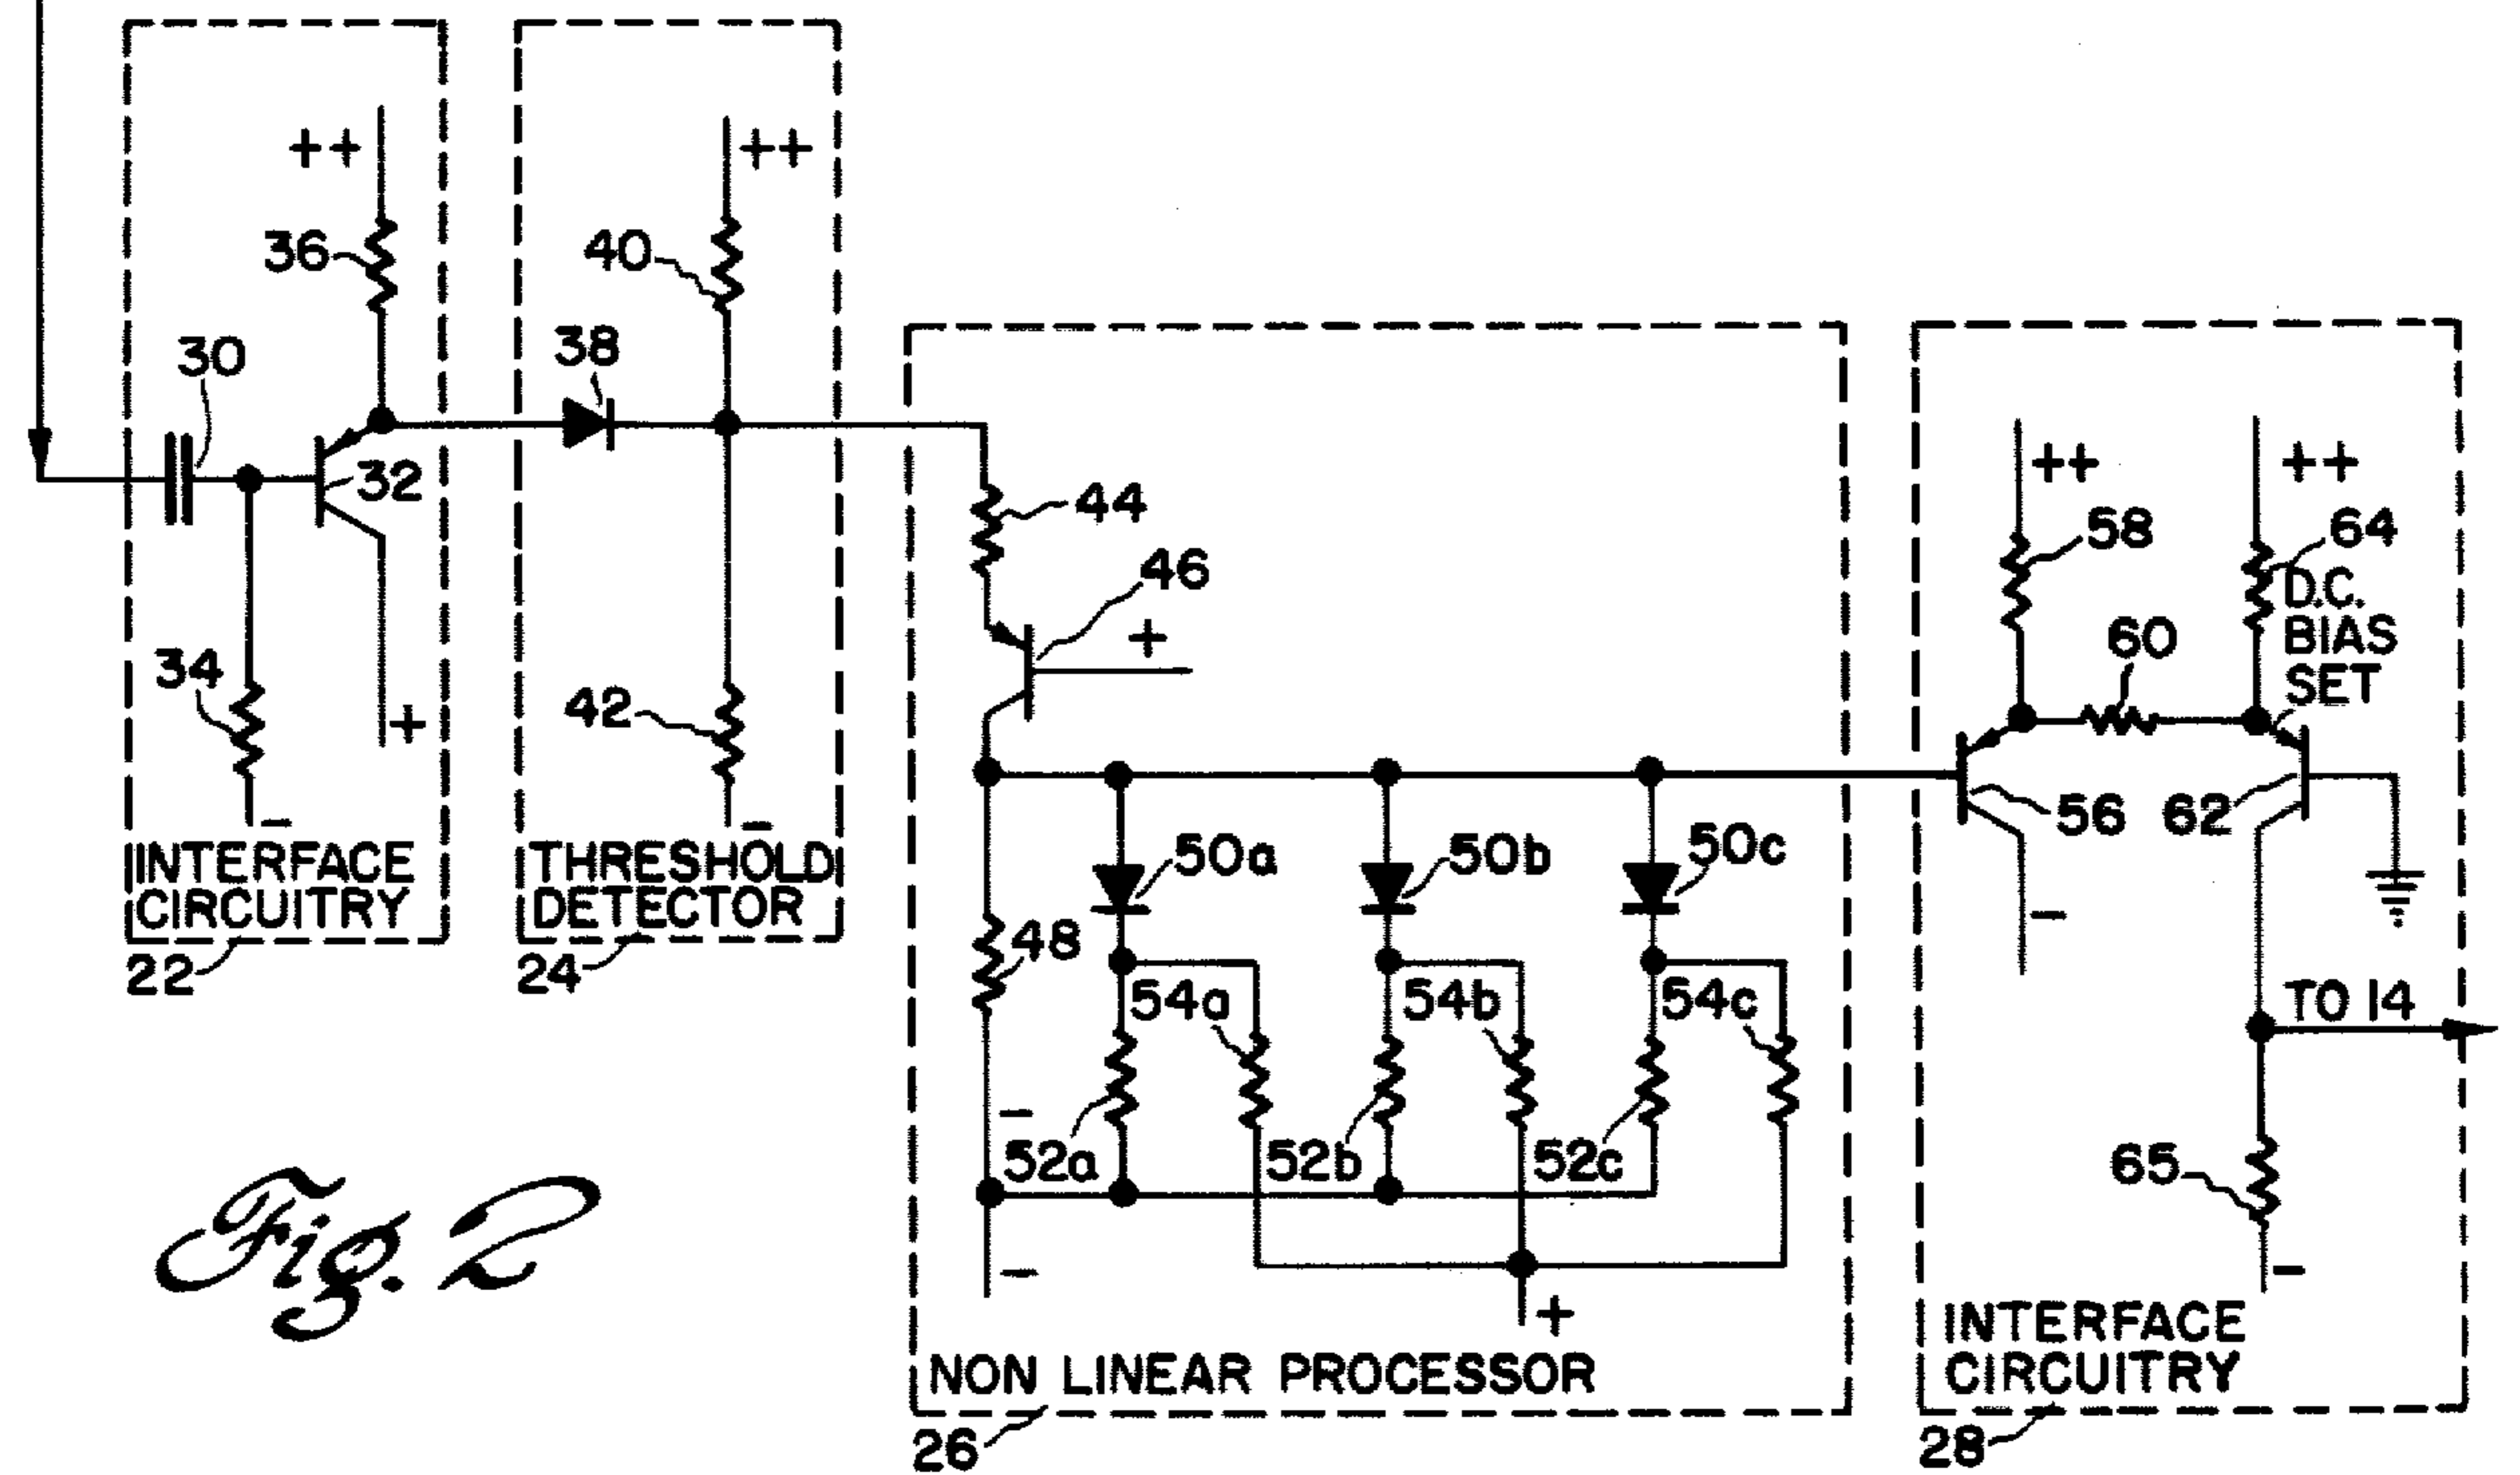 ++
36
30
32
34
+
-
INTERFACE
CIRCUITRY
22
++
40
38
42
-
THRESHOLD
DETECTOR
24
44
46
+
50a
50b
50c
48
54a
54b
54c
-
52a
52b
52c
-
+
NON LINEAR PROCESSOR
26
++
++
58
64
D.C.
BIAS
SET
60
56
62
-
TO 14
65
-
INTERFACE
CIRCUITRY
28
Fig. 2